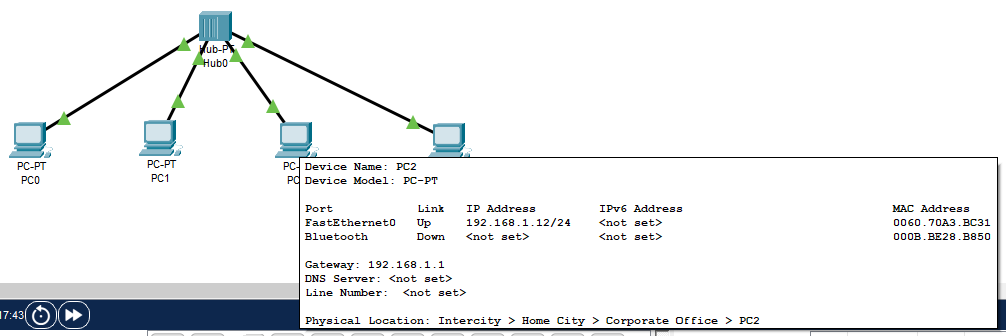 Hub-PT
Hub0
PC-PT
PC0
PC-PT
PC1
PC-
PC
Device Name: PC2
Device Model: PC-PT
Port Link IP Address IPv6 Address MAC Address
FastEthernet0 Up 192.168.1.12/24 <not set> 0060.70A3.BC31
Bluetooth Down <not set> <not set> 000B.BE28.B850
Gateway: 192.168.1.1
DNS Server: <not set>
Line Number: <not set>
Physical Location: Intercity > Home City > Corporate Office > PC2
17:43